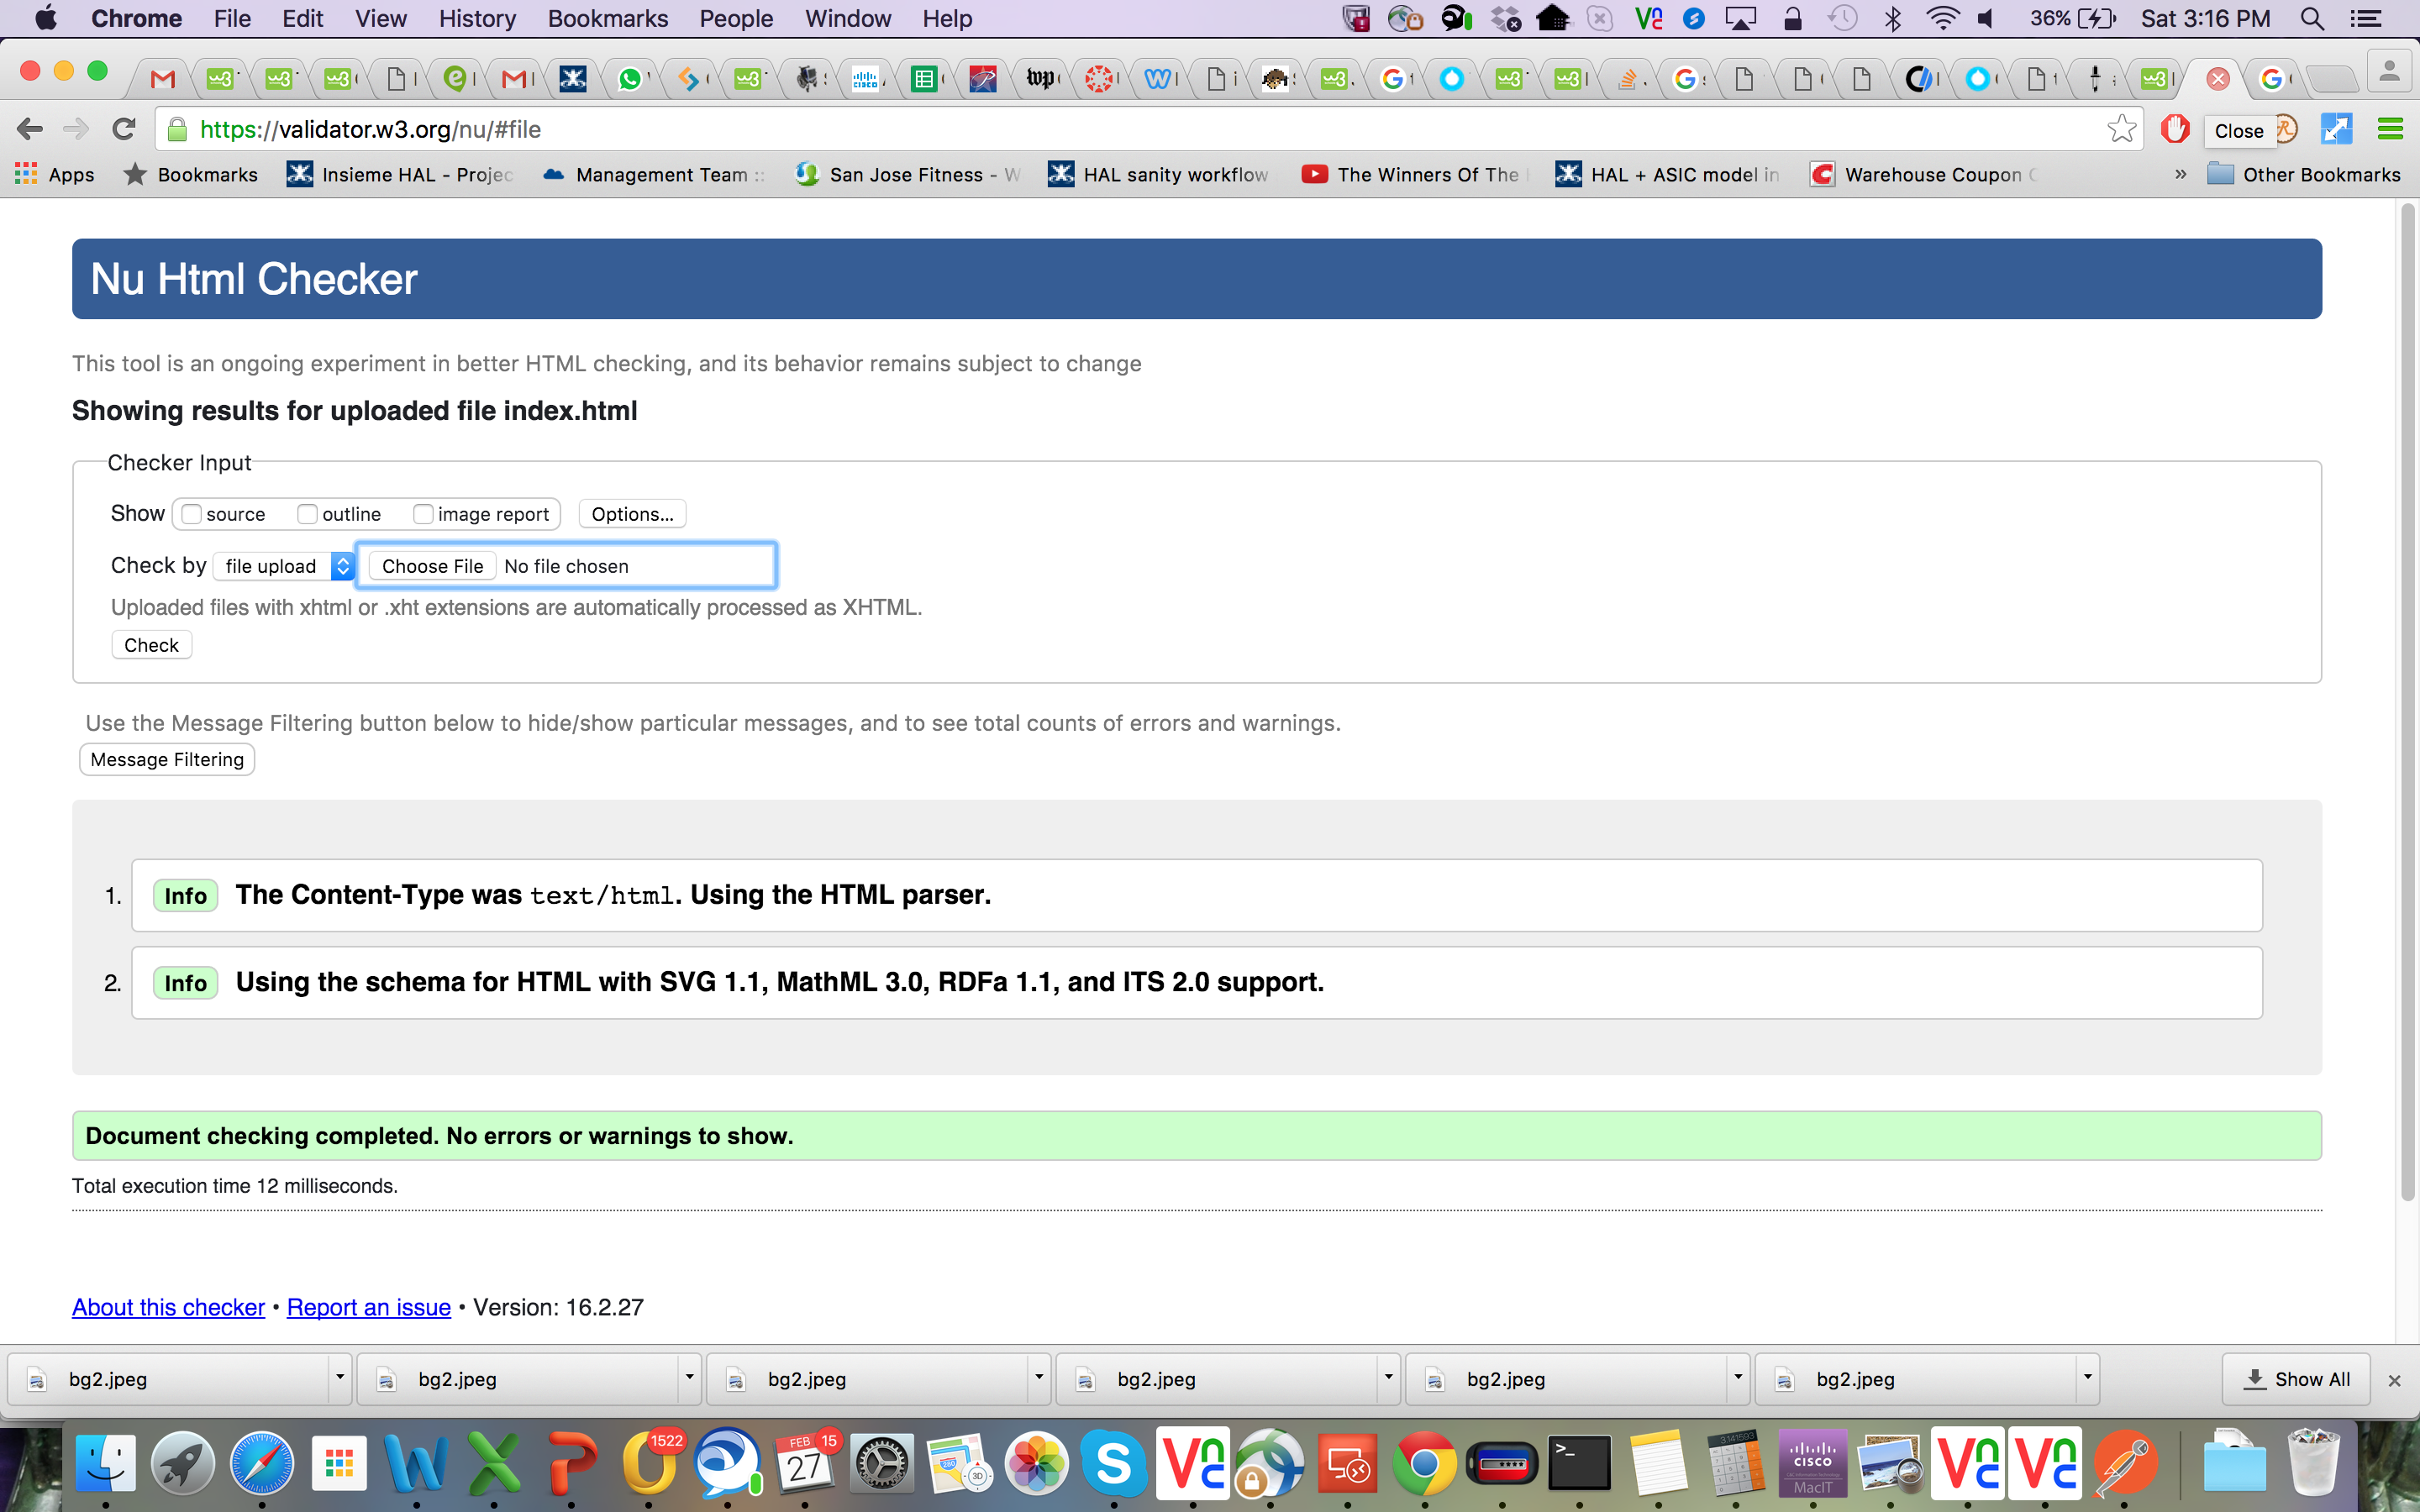 Chrome File Edit View History Bookmarks People Window Help 36% Sat 3:16 PM
https://validator.w3.org/nu/#file Close
Apps Bookmarks Insieme HAL - Projec Management Team :: San Jose Fitness - W HAL sanity workflow The Winners Of The HAL + ASIC model in Warehouse Coupon » Other Bookmarks
Nu Html Checker
This tool is an ongoing experiment in better HTML checking, and its behavior remains subject to change
Showing results for uploaded file index.html
Checker Input
Show source outline image report Options...
Check by file upload Choose File No file chosen
Uploaded files with xhtml or .xht extensions are automatically processed as XHTML.
Check
Use the Message Filtering button below to hide/show particular messages, and to see total counts of errors and warnings.
Message Filtering
1. Info The Content-Type was text/html. Using the HTML parser.
2. Info Using the schema for HTML with SVG 1.1, MathML 3.0, RDFa 1.1, and ITS 2.0 support.
Document checking completed. No errors or warnings to show.
Total execution time 12 milliseconds.
About this checker • Report an issue • Version: 16.2.27
bg2.jpeg bg2.jpeg bg2.jpeg bg2.jpeg bg2.jpeg bg2.jpeg Show All
1522 FEB 15 27 CISCO MacIT